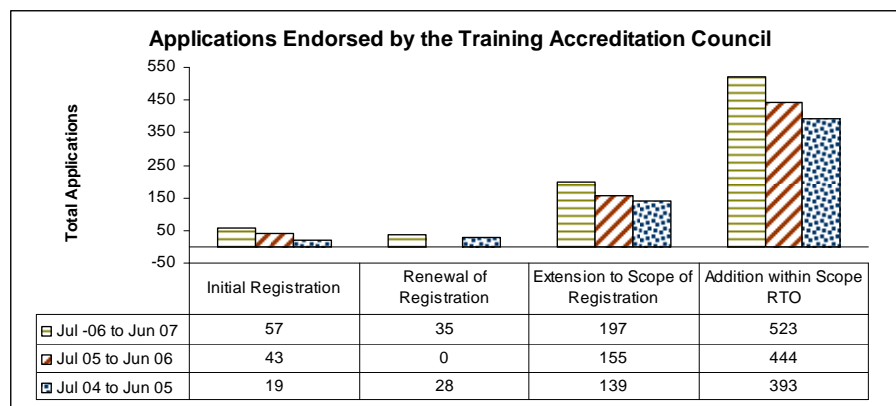 Applications Endorsed by the Training Accreditation Council
Total Applications
550
450
350
250
150
50
-50
Initial Registration
Renewal of
Registration
Extension to Scope of
Registration
Addition within Scope
RTO
Jul -06 to Jun 07 57 35 197 523
Jul 05 to Jun 06 43 0 155 444
Jul 04 to Jun 05 19 28 139 393